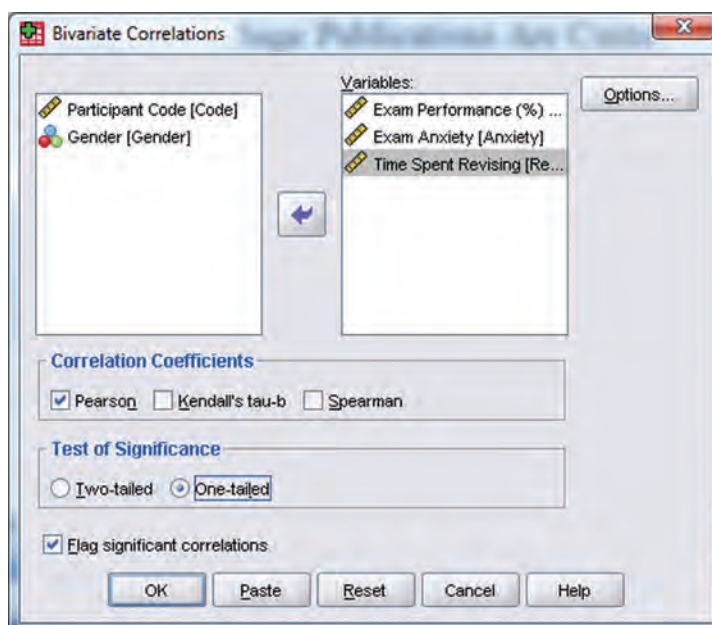 Bivariate Correlations
Variables:
Participant Code [Code]
Gender [Gender]
Exam Performance (%) ...
Exam Anxiety [Anxiety]
Time Spent Revising [Re...
Options...
Correlation Coefficients
Pearson Kendall's tau-b Spearman
Test of Significance
Two-tailed One-tailed
Flag significant correlations
OK Paste Reset Cancel Help